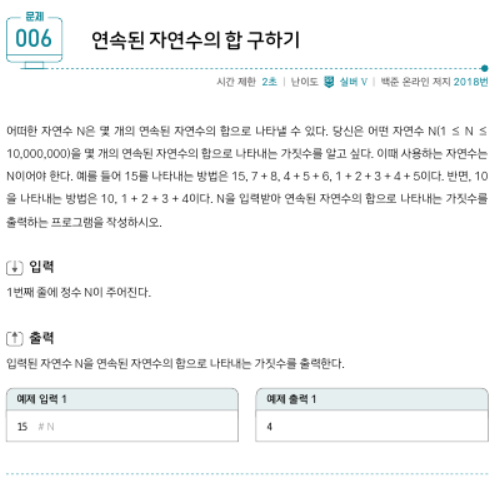 문제
006
연속된 자연수의 합 구하기
시간 제한 2초 | 난이도 실버 V | 백준 온라인 저지 2018번
어떠한 자연수 N은 몇 개의 연속된 자연수의 합으로 나타낼 수 있다. 당신은 어떤 자연수 N(1 ≤ N ≤
10,000,000)을 몇 개의 연속된 자연수의 합으로 나타내는 가짓수를 알고 싶다. 이때 사용하는 자연수는
N이어야 한다. 예를 들어 15를 나타내는 방법은 15, 7 + 8, 4 + 5 + 6, 1 + 2 + 3 + 4 + 5이다. 반면, 10
을 나타내는 방법은 10, 1 + 2 + 3 + 4이다. N을 입력받아 연속된 자연수의 합으로 나타내는 가짓수를
출력하는 프로그램을 작성하시오.
입력
1번째 줄에 정수 N이 주어진다.
출력
입력된 자연수 N을 연속된 자연수의 합으로 나타내는 가짓수를 출력한다.
예제 입력 1
15 # N
예제 출력 1
4